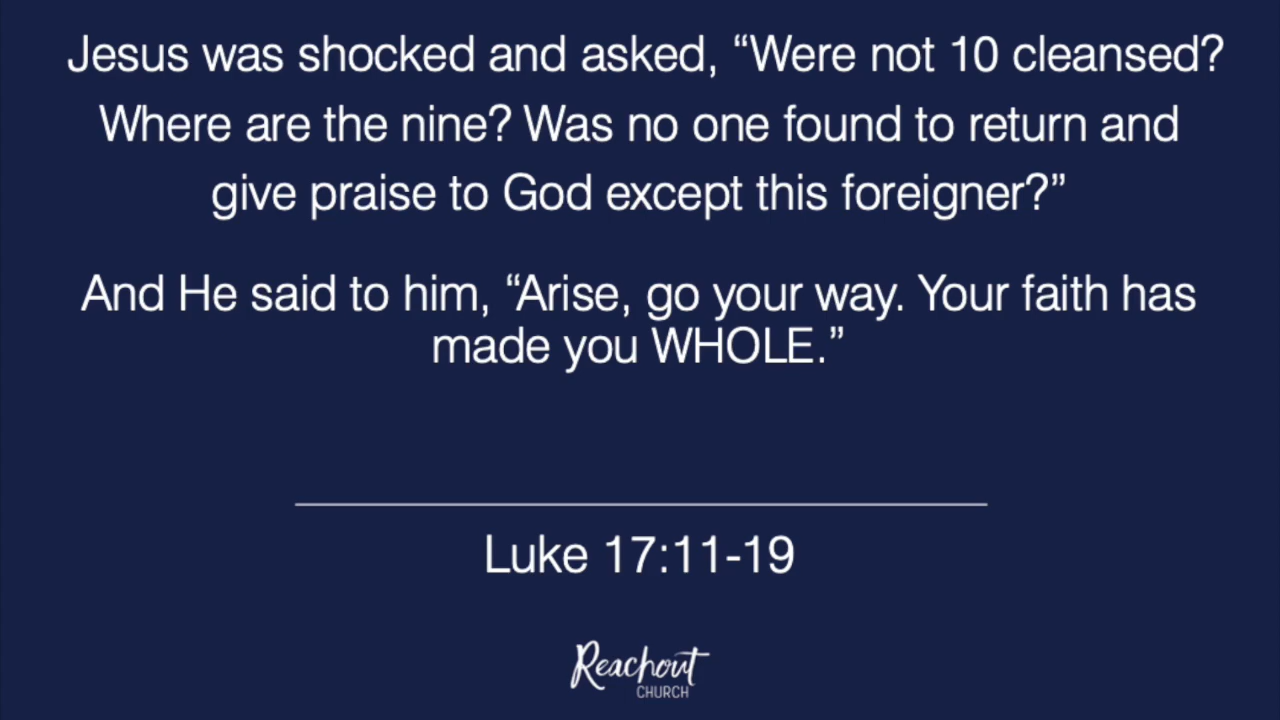 Jesus was shocked and asked, “Were not 10 cleansed?
Where are the nine? Was no one found to return and
give praise to God except this foreigner?”
And He said to him, “Arise, go your way. Your faith has
made you WHOLE.”
Luke 17:11-19
Reachout
CHURCH